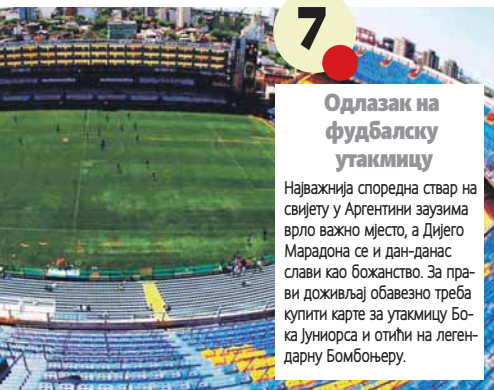 7
Одлазак на
фудбалску
утакмицу
Најважнија споредна ствар на
свијету у Аргентини заузима
врло важно мјесто, а Дијего
Марадона се и дан-данас
слави као божанство. За пра-
ви доживљај обавезно треба
купити карте за утакмицу Бо-
ка Јуниорса и отићи на леген-
дарну Бомбоњеру.